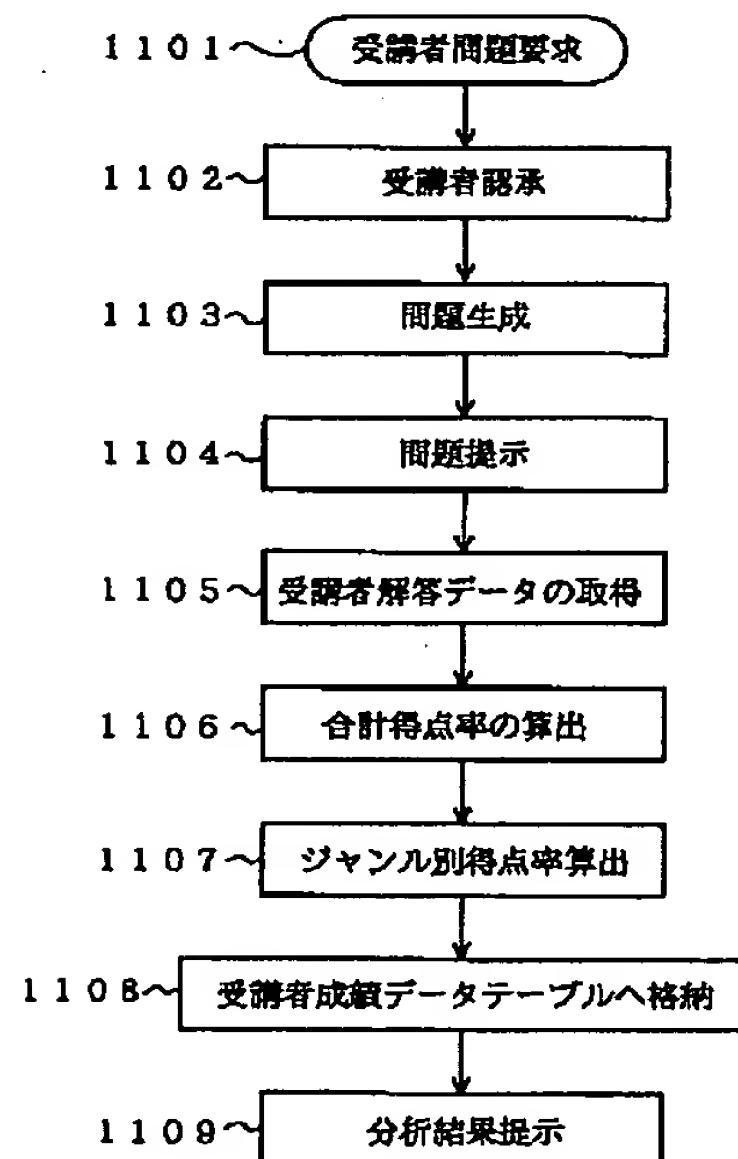 1101 受講者問題要求
1102 受講者認承
1103 問題生成
1104 問題提示
1105 受講者解答データの取得
1106 合計得点率の算出
1107 ジャンル別得点率算出
1108 受講者成績データテーブルへ格納
1109 分析結果提示